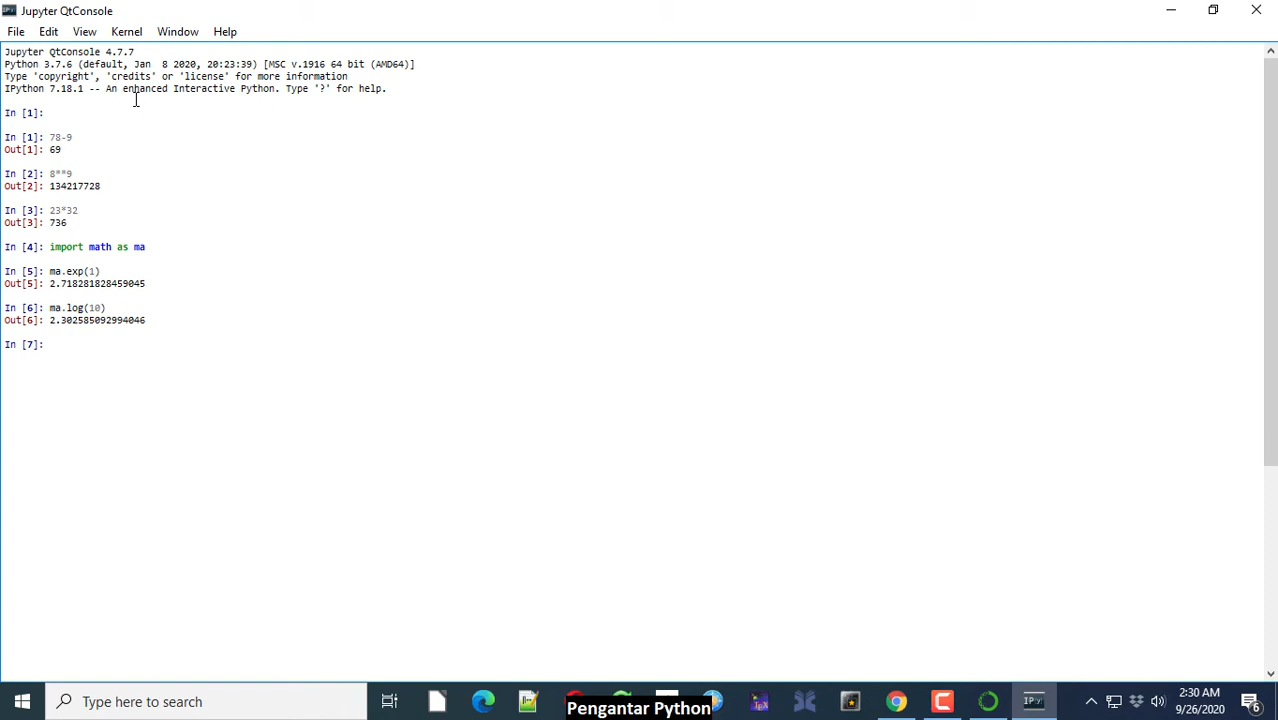 Jupyter QtConsole
File Edit View Kernel Window Help
Jupyter QtConsole 4.7.7
Python 3.7.6 (default, Jan  8 2020, 20:23:39) [MSC v.1916 64 bit (AMD64)]
Type 'copyright', 'credits' or 'license' for more information
IPython 7.18.1 -- An enhanced Interactive Python. Type '?' for help.
In [1]:
In [1]: 78-9
Out[1]: 69
In [2]: 8**9
Out[2]: 134217728
In [3]: 23*32
Out[3]: 736
In [4]: import math as ma
In [5]: ma.exp(1)
Out[5]: 2.718281828459045
In [6]: ma.log(10)
Out[6]: 2.302585092994046
In [7]:
Type here to search
Pengantar Python
2:30 AM
9/26/2020
6